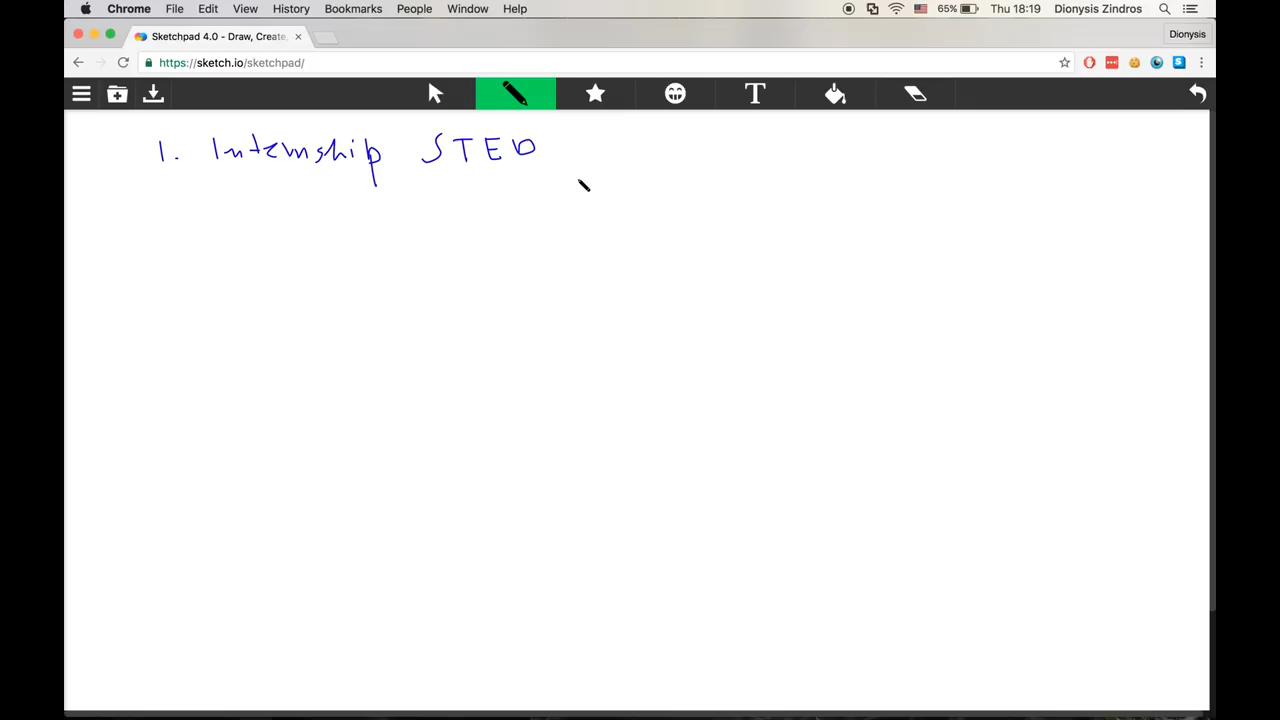 Chrome File Edit View History Bookmarks People Window Help 65% Thu 18:19 Dionysis Zindros
Sketchpad 4.0 - Draw, Create, Dionysis
https://sketch.io/sketchpad/
T
1. Internship STED